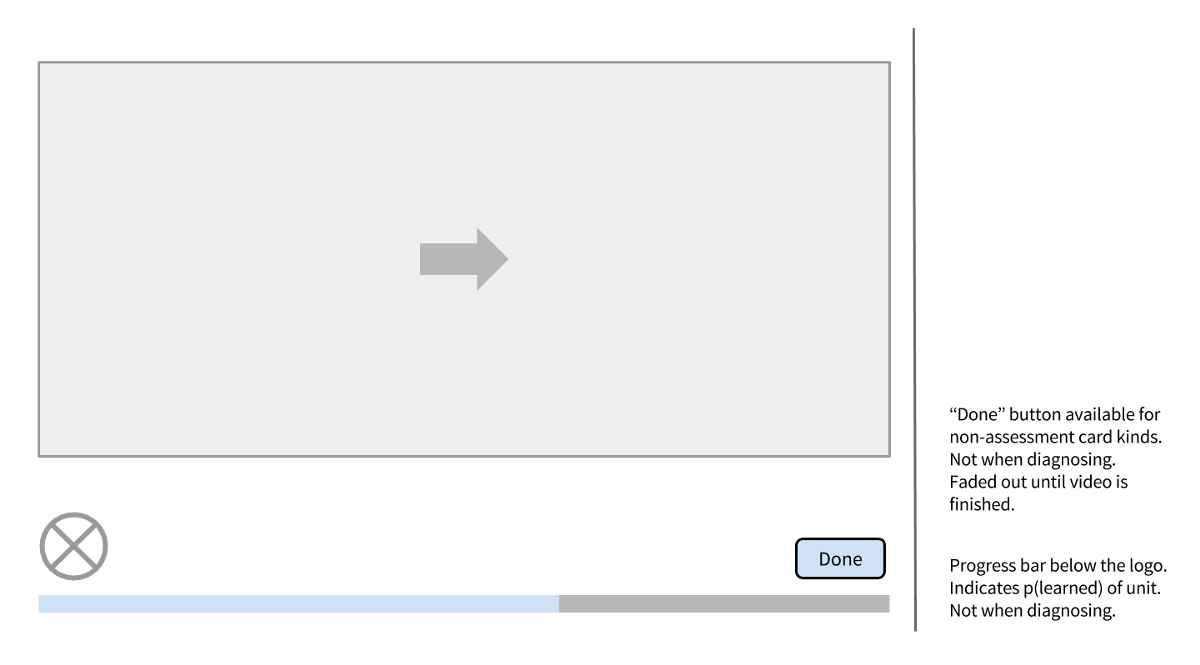 Done
“Done” button available for
non-assessment card kinds.
Not when diagnosing.
Faded out until video is
finished.
Progress bar below the logo.
Indicates p(learned) of unit.
Not when diagnosing.